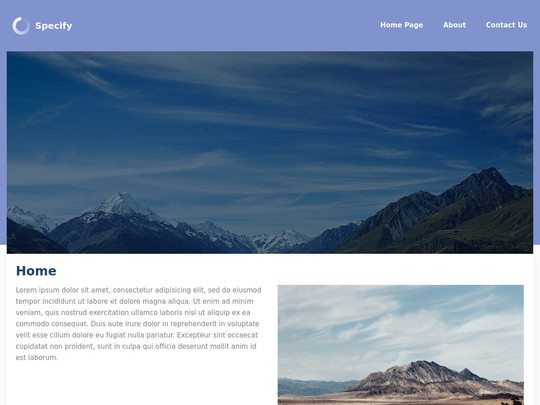 Specify
Home Page About Contact Us
Home
Lorem ipsum dolor sit amet, consectetur adipisicing elit, sed do eiusmod
tempor incididunt ut labore et dolore magna aliqua. Ut enim ad minim
veniam, quis nostrud exercitation ullamco laboris nisi ut aliquip ex ea
commodo consequat. Duis aute irure dolor in reprehenderit in voluptate
velit esse cillum dolore eu fugiat nulla pariatur. Excepteur sint occaecat
cupidatat non proident, sunt in culpa qui officia deserunt mollit anim id
est laborum.